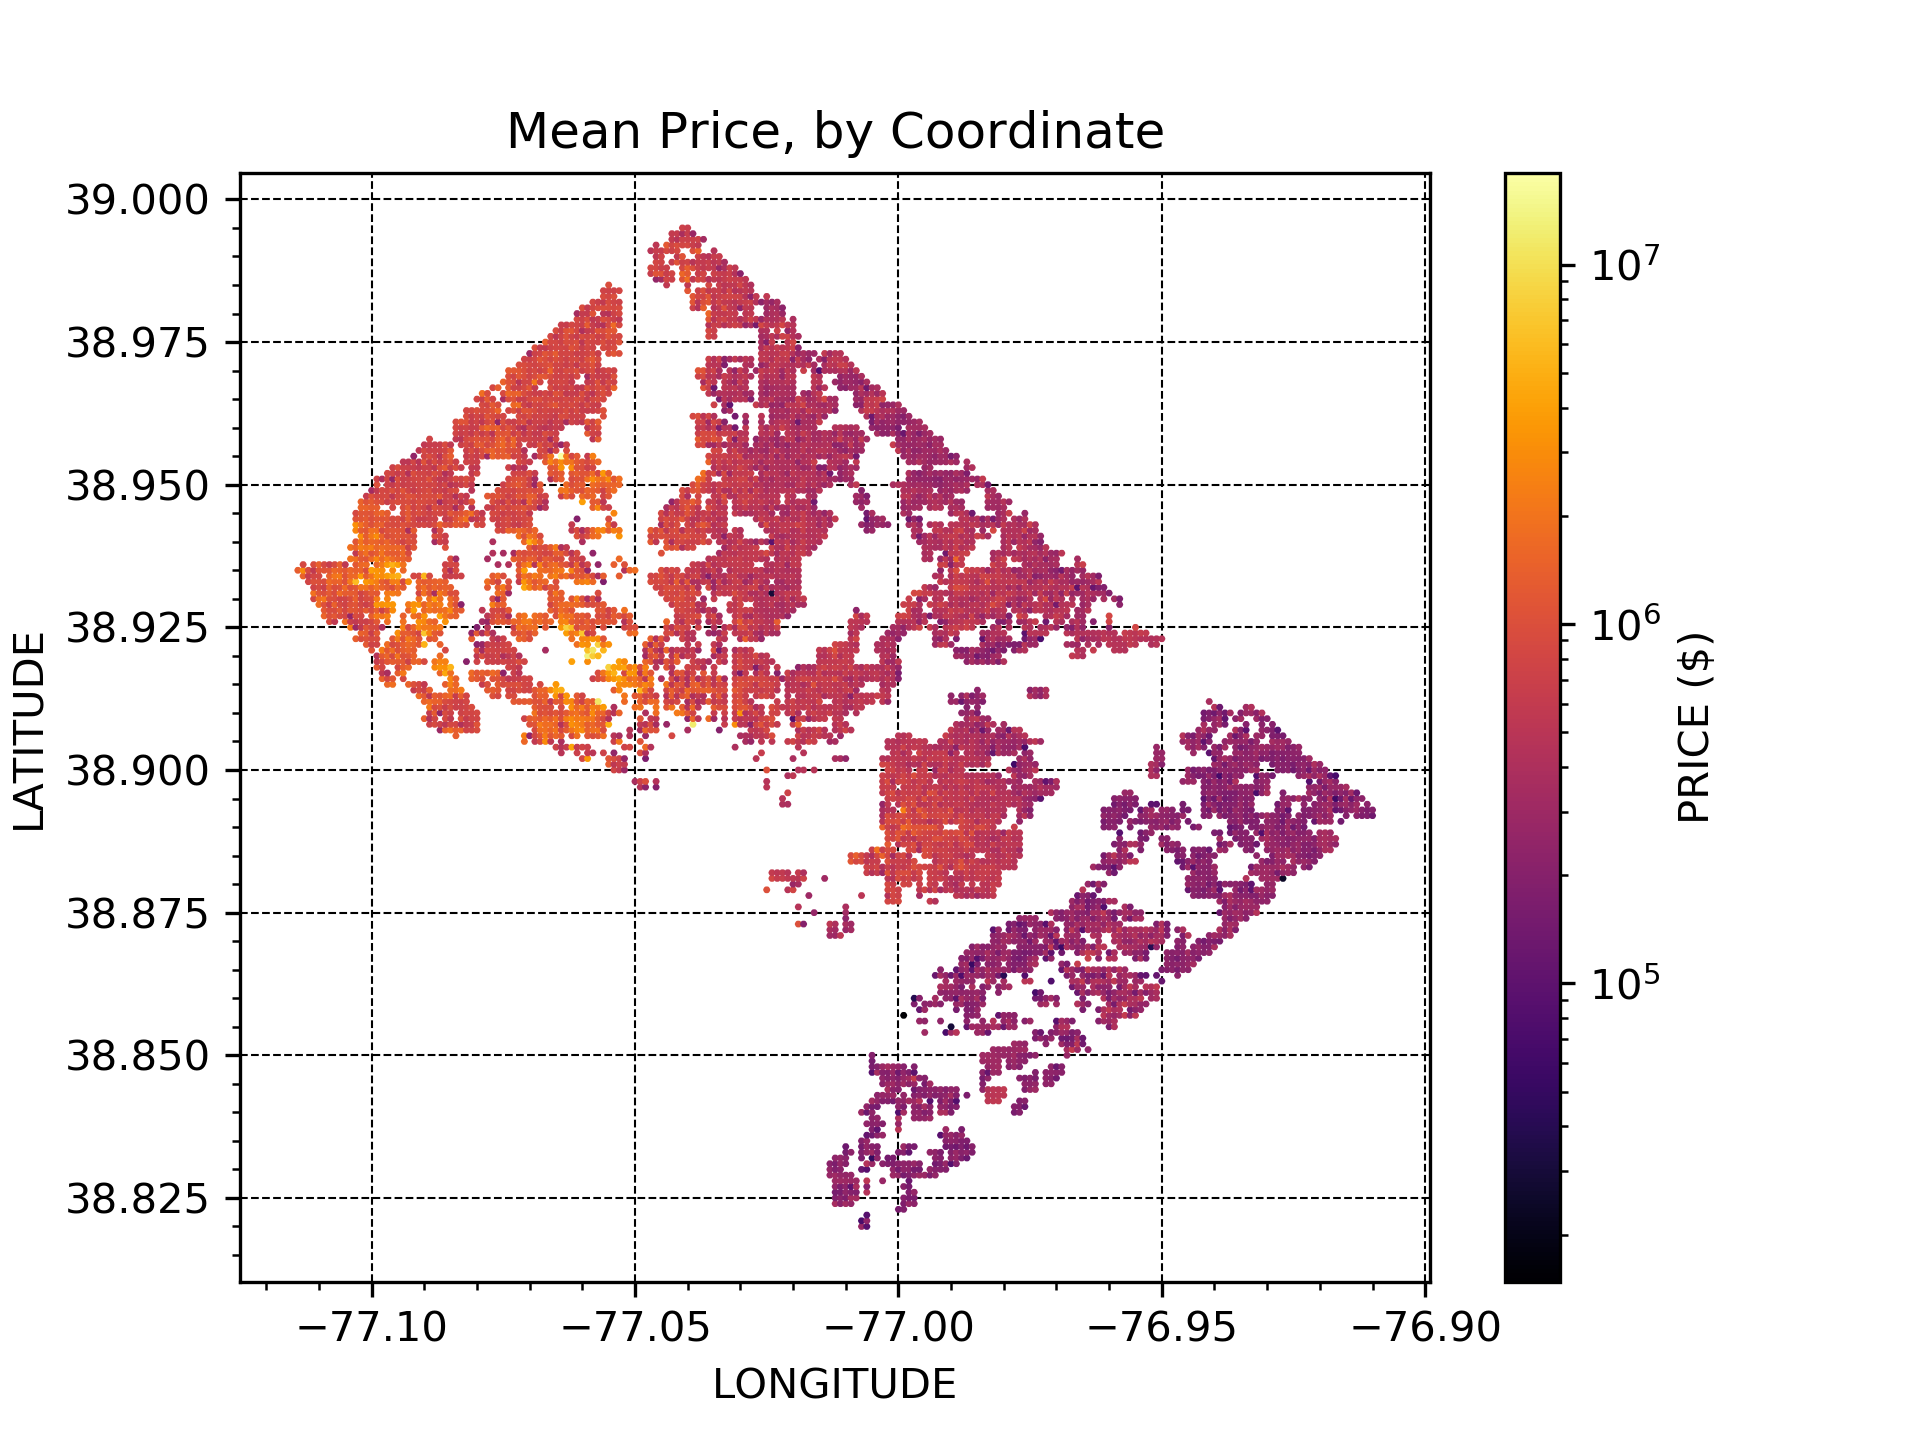 Mean Price, by Coordinate
39.000
38.975
38.950
38.925
38.900
38.875
38.850
38.825
LATITUDE
−77.10 −77.05 −77.00 −76.95 −76.90
LONGITUDE
10⁷
10⁶
10⁵
PRICE ($)